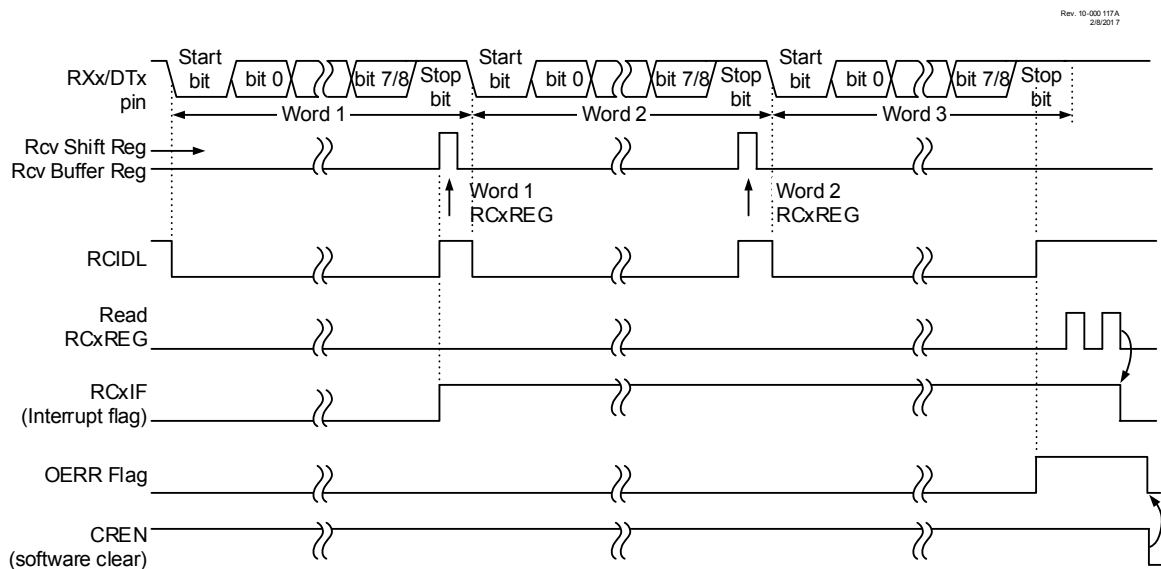 Rev. 10-000 117A
2/8/201 7
Start
bit
bit 0
bit 7/8
Stop
bit
Start
bit
bit 0
bit 7/8
Stop
bit
Start
bit
bit 0
bit 7/8
Stop
bit
RXx/DTx
pin
Word 1
Word 2
Word 3
Rcv Shift Reg
Rcv Buffer Reg
Word 1
RCxREG
Word 2
RCxREG
RCIDL
Read
RCxREG
RCxIF
(Interrupt flag)
OERR Flag
CREN
(software clear)